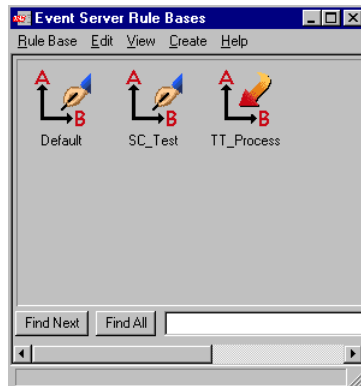 Event Server Rule Bases
Rule Base Edit View Create Help
A A A
B B B
Default SC_Test TT_Process
Find Next Find All